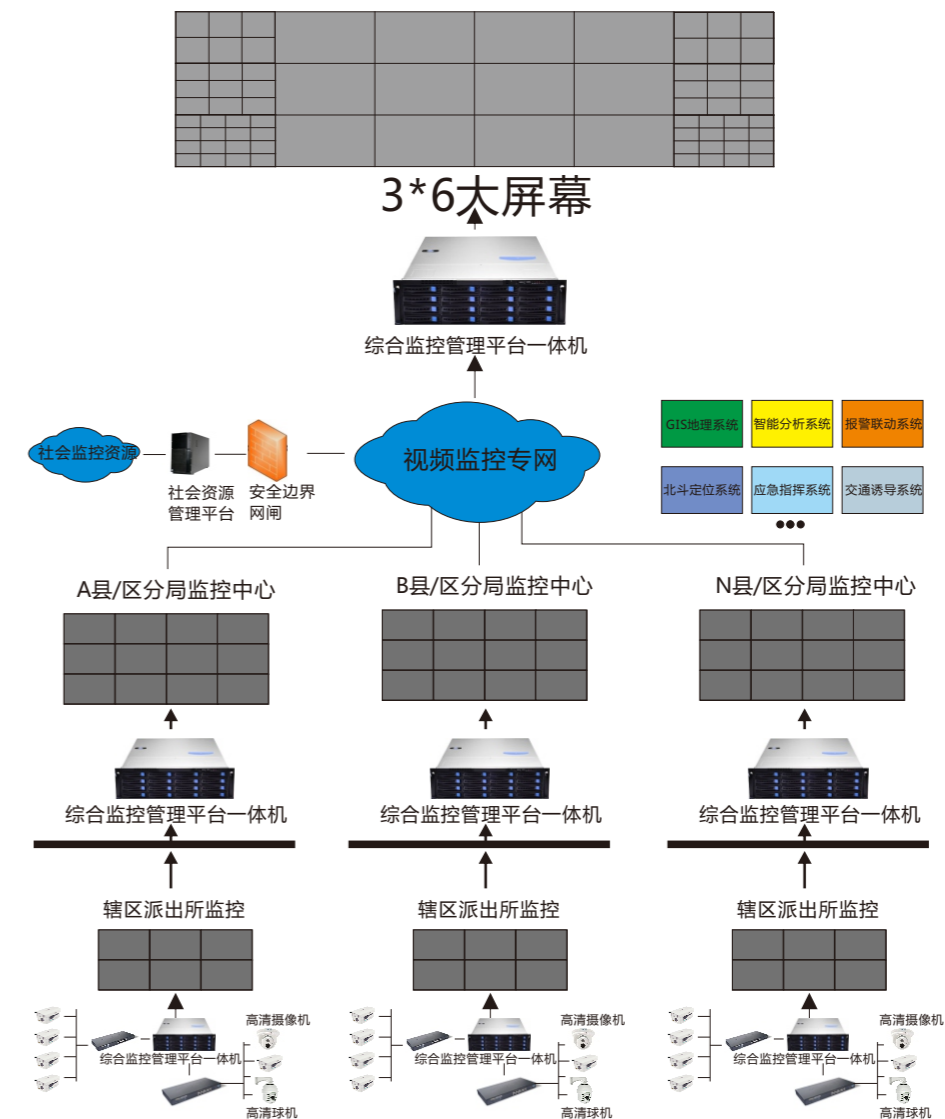 3*6大屏幕
综合监控管理平台一体机
社会监控资源
社会资源
管理平台
安全边界
网闸
视频监控专网
GIS地理系统
智能分析系统
报警联动系统
北斗定位系统
应急指挥系统
交通诱导系统
•••
A县/区分局监控中心
B县/区分局监控中心
N县/区分局监控中心
综合监控管理平台一体机
综合监控管理平台一体机
综合监控管理平台一体机
辖区派出所监控
辖区派出所监控
辖区派出所监控
高清摄像机
综合监控管理平台一体机
高清球机
高清摄像机
综合监控管理平台一体机
高清球机
高清摄像机
综合监控管理平台一体机
高清球机